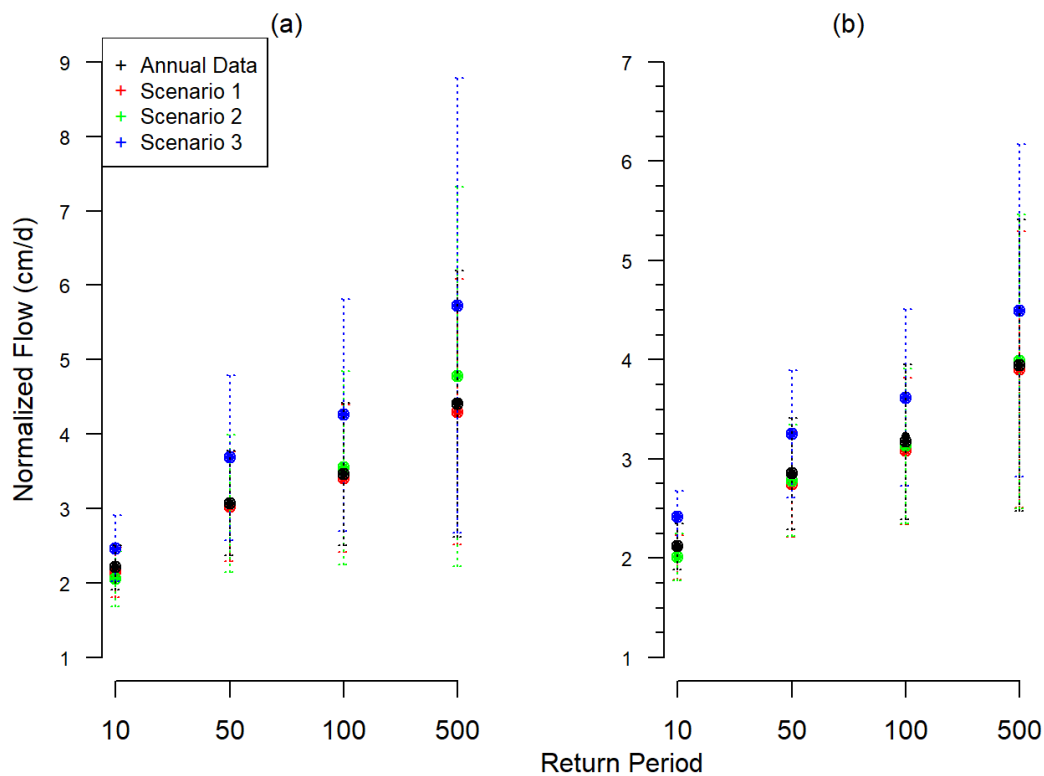 (a)
(b)
+ Annual Data
+ Scenario 1
+ Scenario 2
+ Scenario 3
Normalized Flow (cm/d)
9
8
7
6
5
4
3
2
1
10 50 100 500
7
6
5
4
3
2
1
10 50 100 500
Return Period